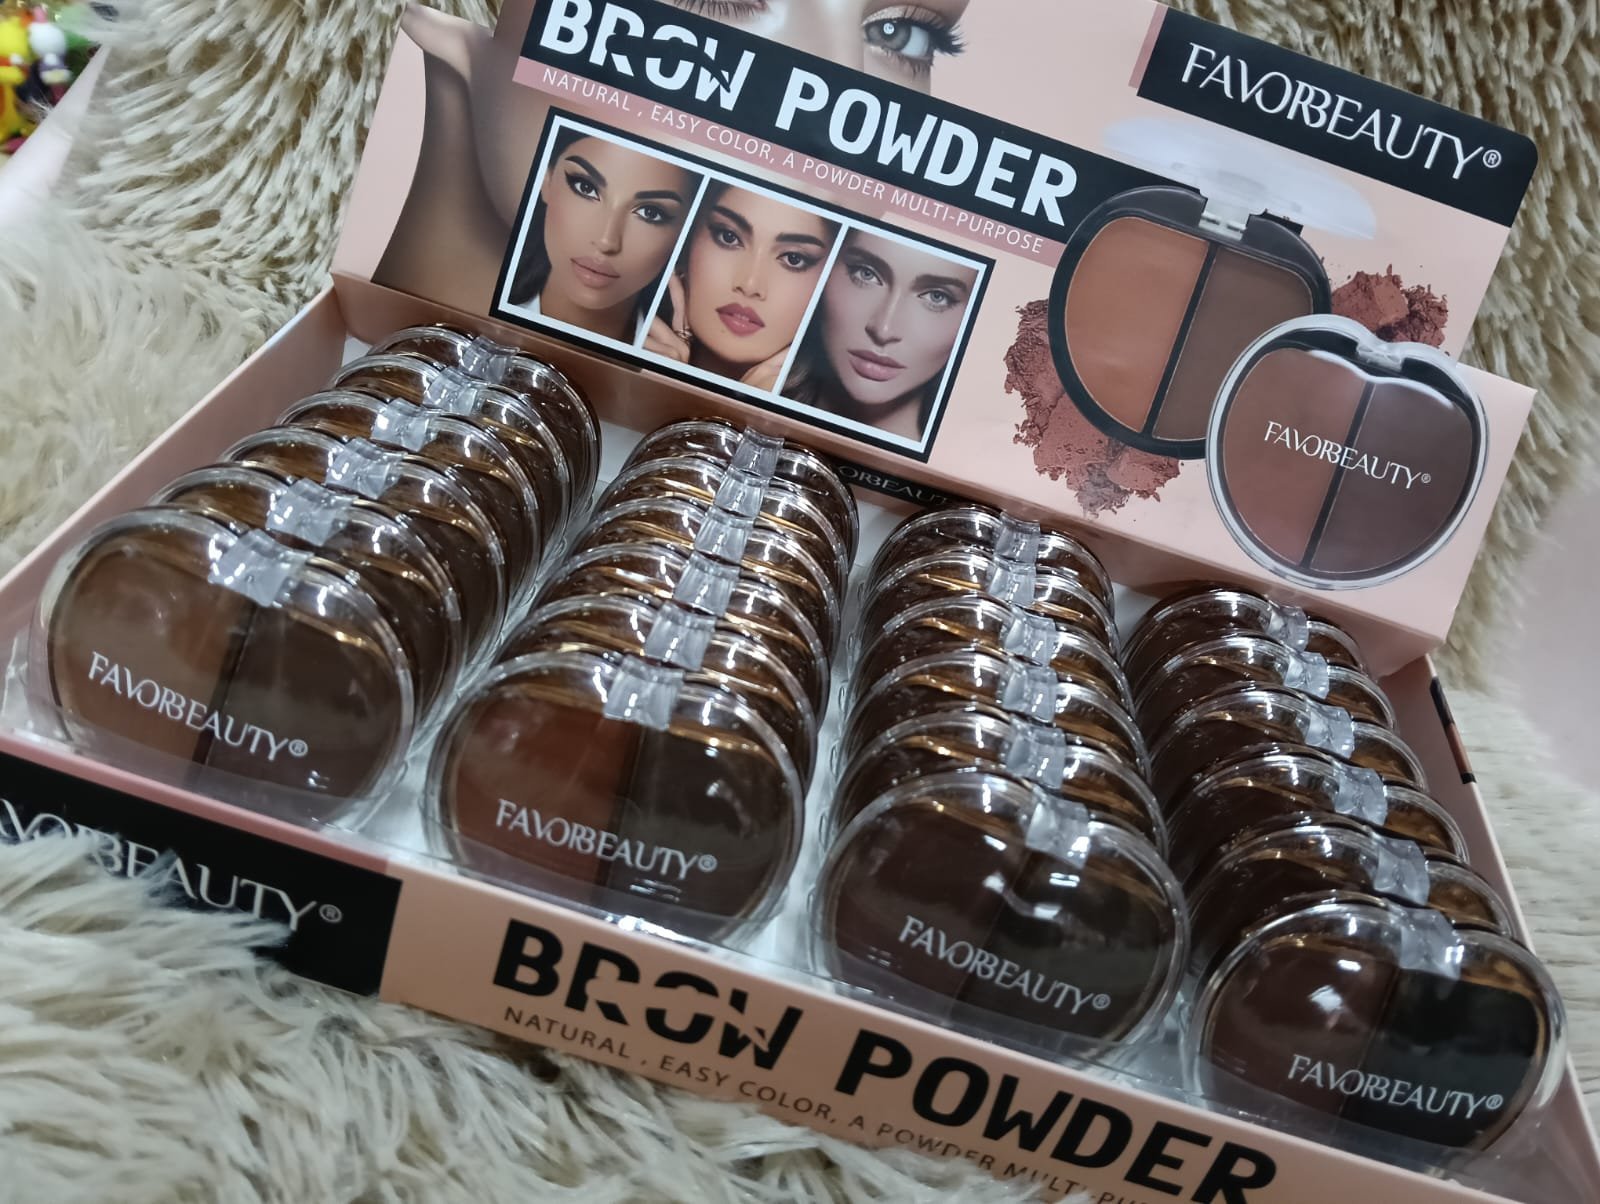 BROW POWDER
NATURAL , EASY COLOR, A POWDER MULTI-PURPOSE
FAVORBEAUTY®
FAVORBEAUTY®
FAVORBEAUTY®
FAVORBEAUTY®
FAVORBEAUTY®
FAVORBEAUTY®
FAVORBEAUTY®
BROW POWDER
NATURAL , EASY COLOR, A POWDER